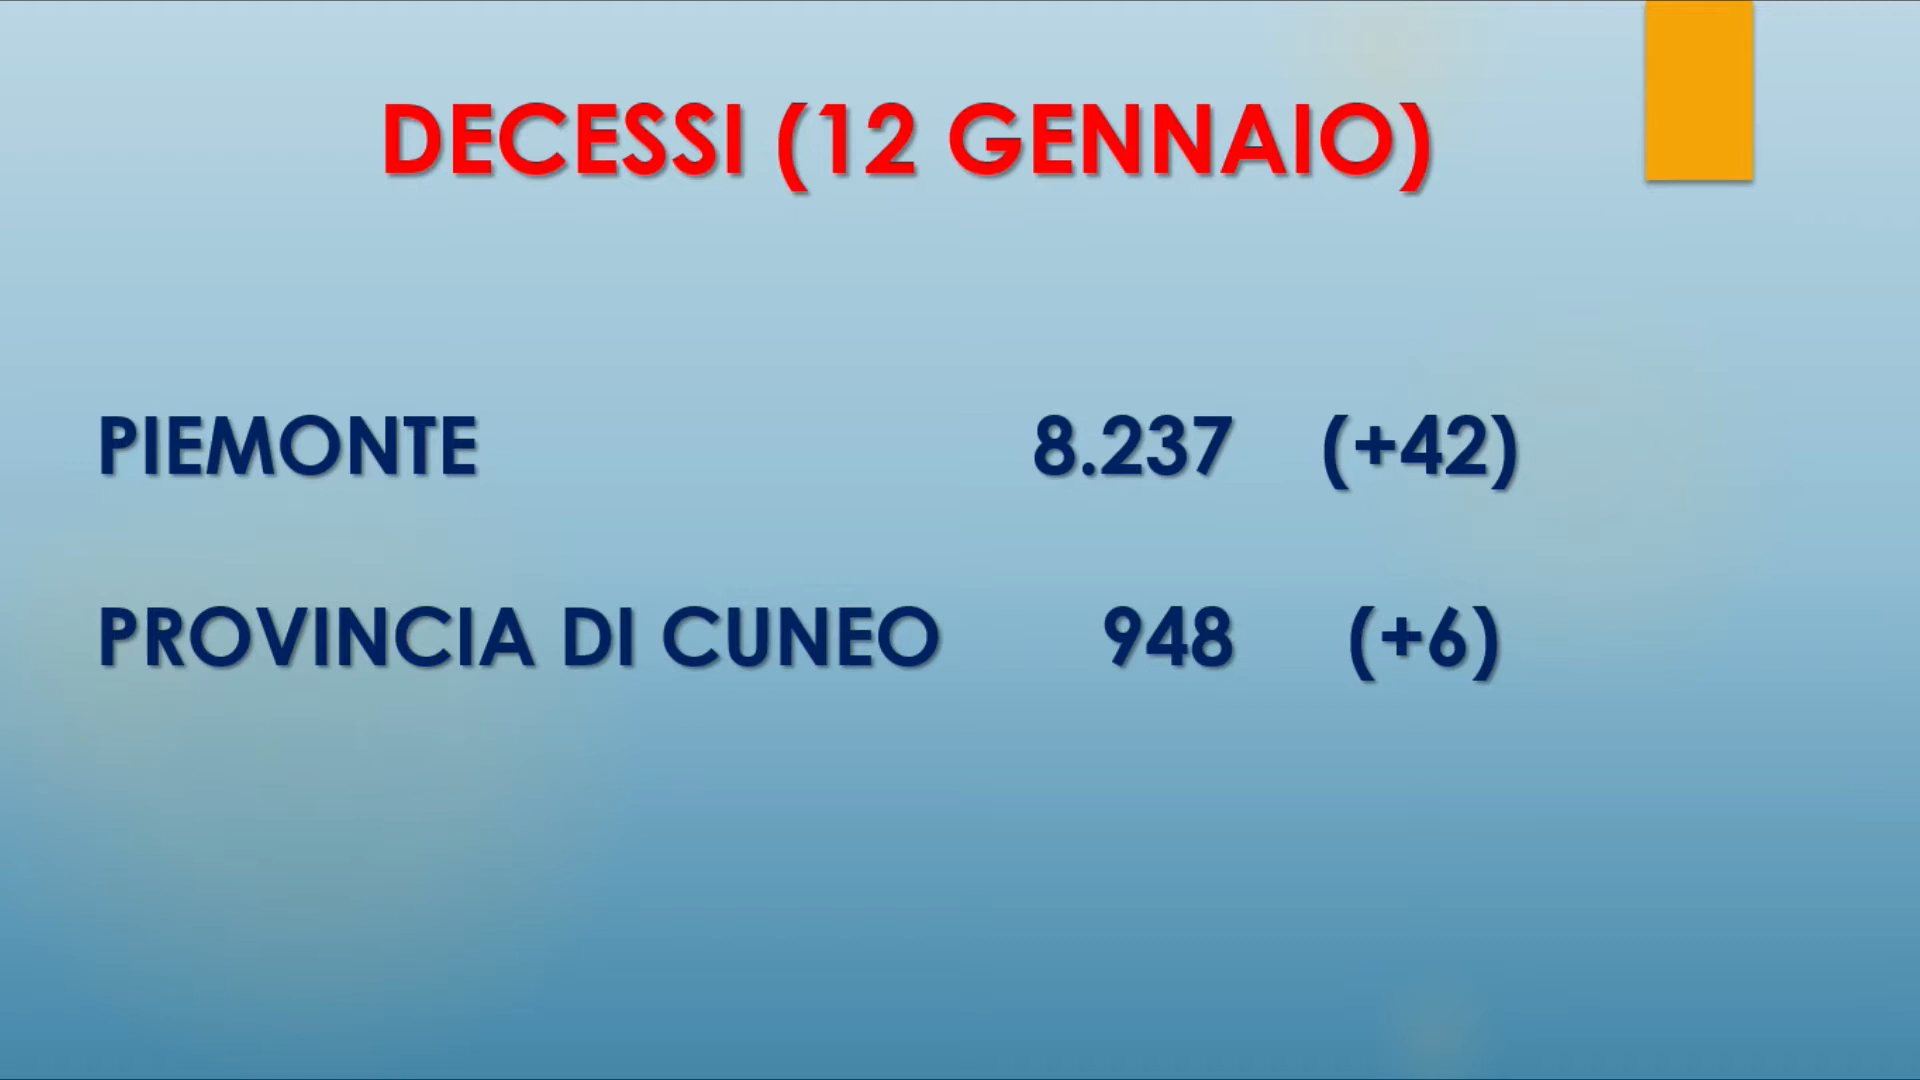 DECESSI (12 GENNAIO)
PIEMONTE 8.237 (+42)
PROVINCIA DI CUNEO 948 (+6)